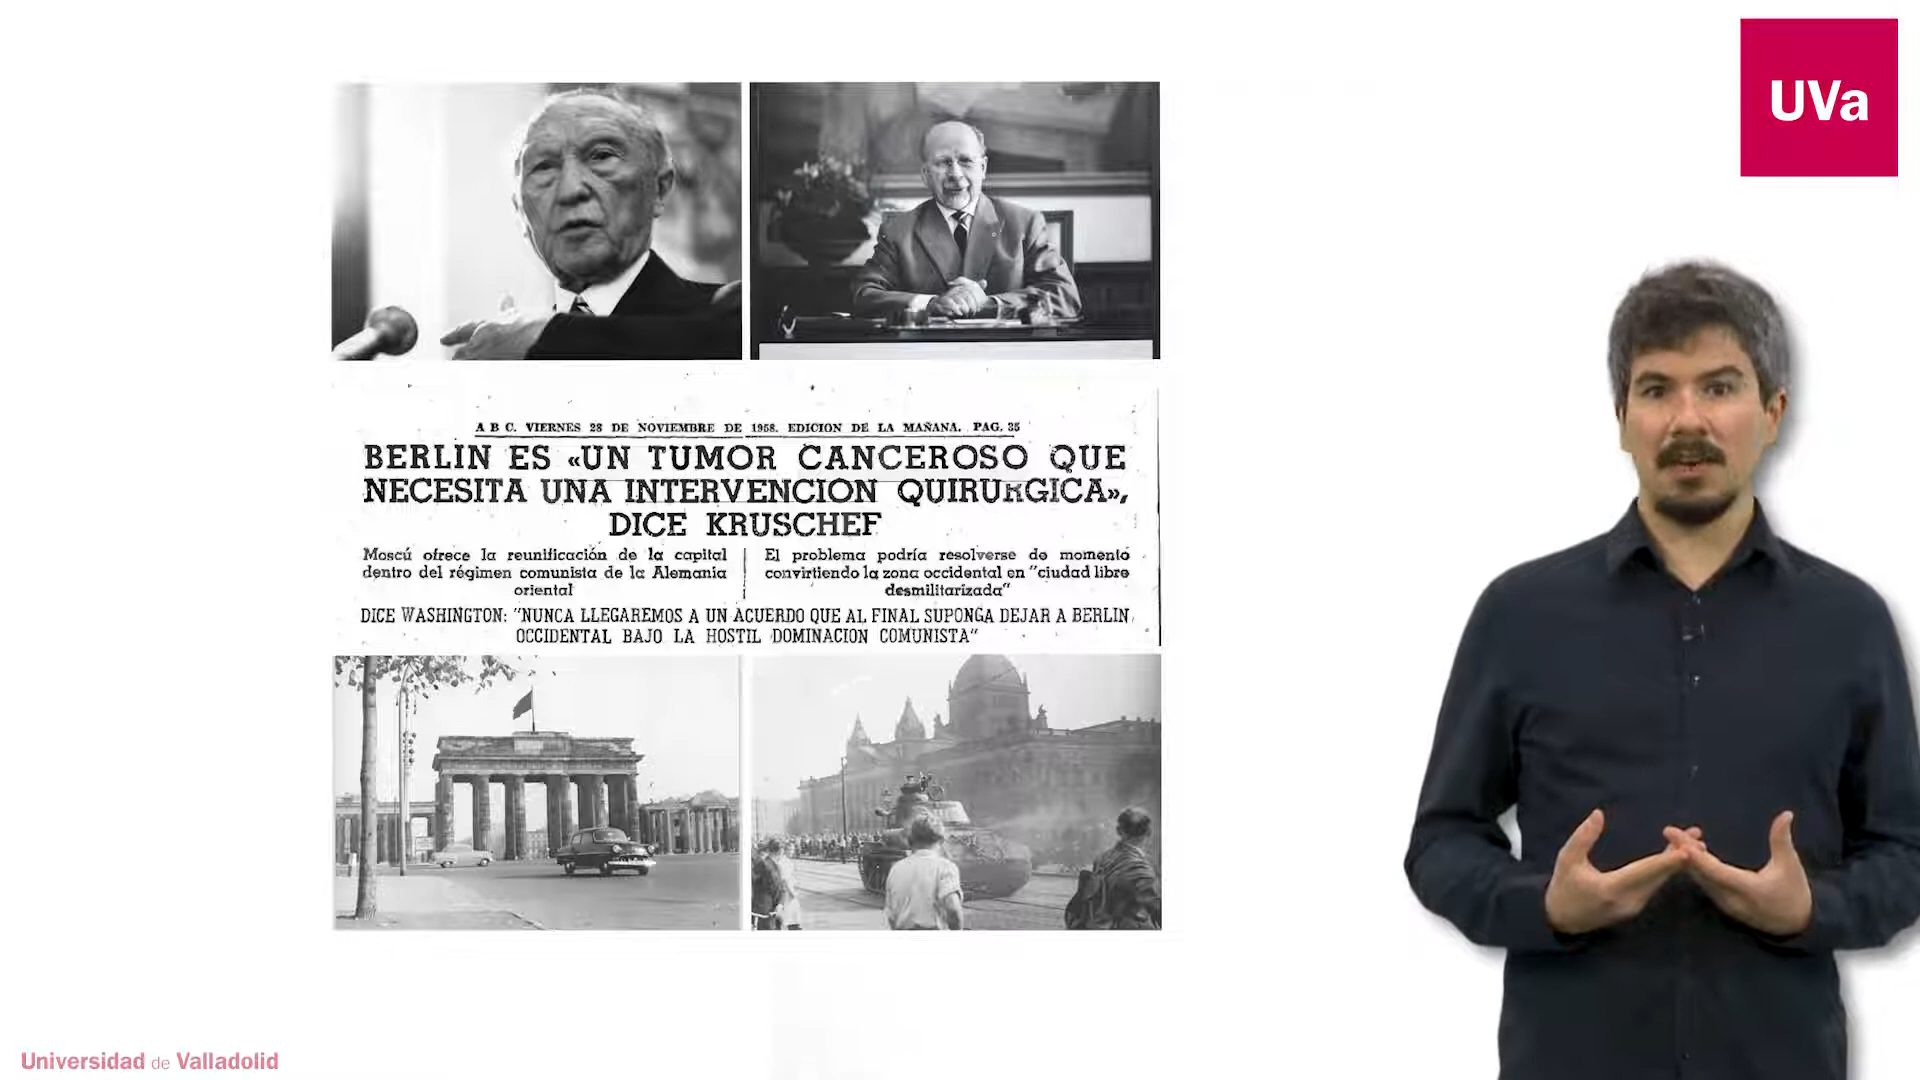 UVa
A B C. VIERNES 28 DE NOVIEMBRE DE 1958. EDICION DE LA MAÑANA. PAG. 35
BERLIN ES «UN TUMOR CANCEROSO QUE
NECESITA UNA INTERVENCION QUIRURGICA»,
DICE KRUSCHEF
Moscú ofrece la reunificación de la capital
dentro del régimen comunista de la Alemania
oriental
El problema podría resolverse de momento
convirtiendo la zona occidental en "ciudad libre
desmilitarizada"
DICE WASHINGTON: "NUNCA LLEGAREMOS A UN ACUERDO QUE AL FINAL SUPONGA DEJAR A BERLIN
OCCIDENTAL BAJO LA HOSTIL DOMINACION COMUNISTA"
Universidad de Valladolid